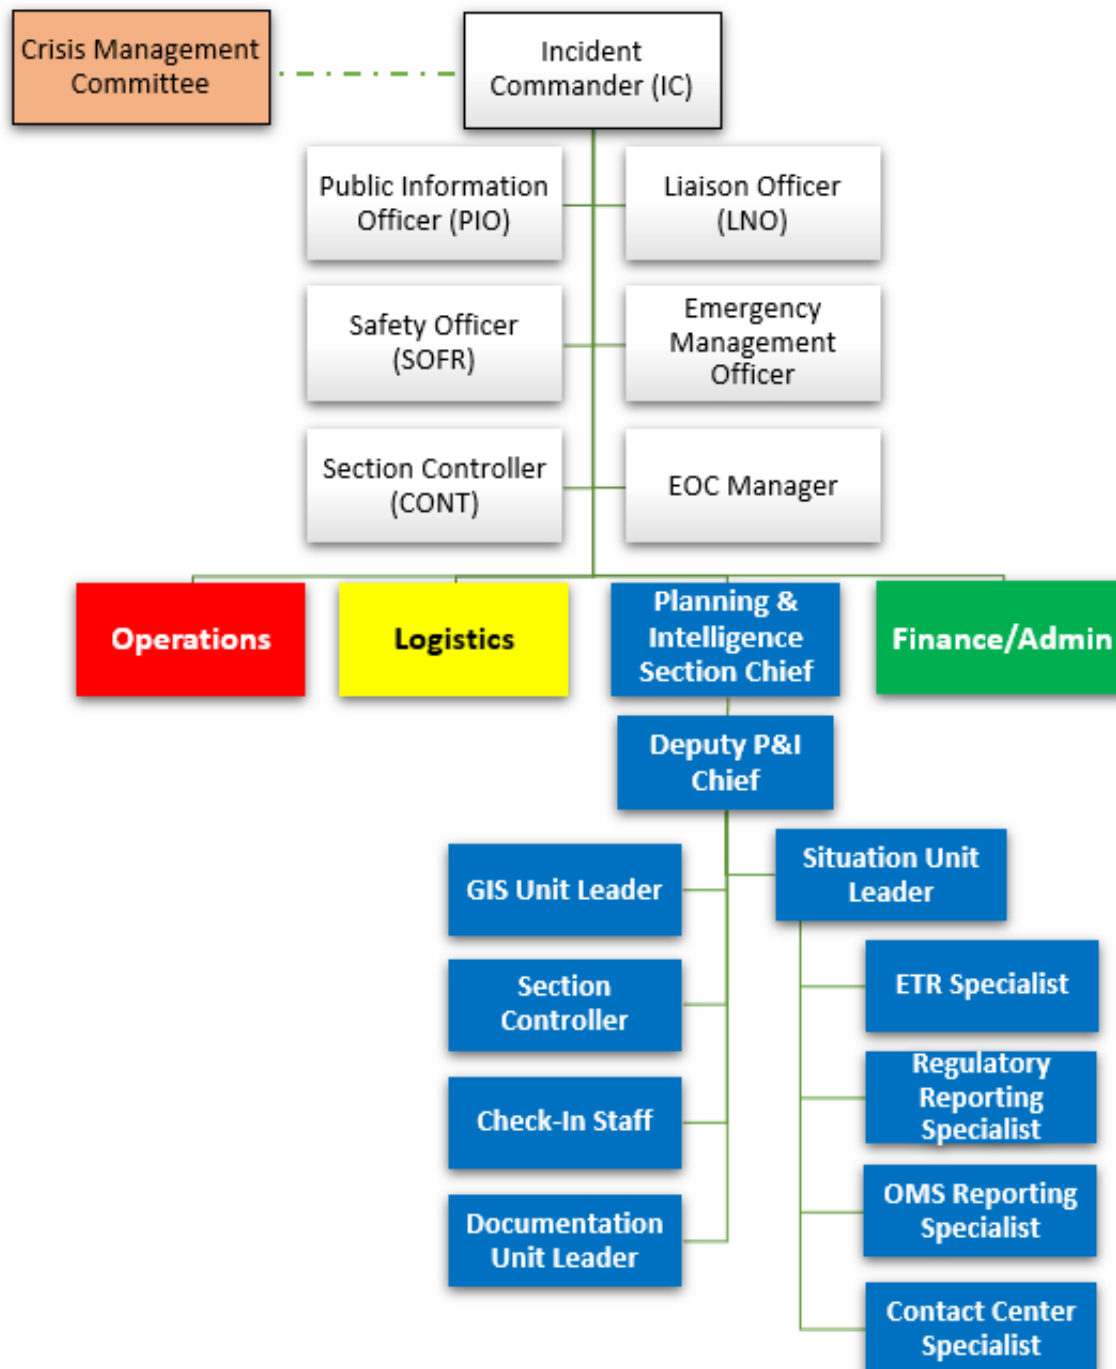 Crisis Management
Committee
Incident
Commander (IC)
Public Information
Officer (PIO)
Liaison Officer
(LNO)
Safety Officer
(SOFR)
Emergency
Management
Officer
Section Controller
(CONT)
EOC Manager
Operations
Logistics
Planning &
Intelligence
Section Chief
Finance/Admin
Deputy P&I
Chief
GIS Unit Leader
Situation Unit
Leader
Section
Controller
ETR Specialist
Check-In Staff
Regulatory
Reporting
Specialist
Documentation
Unit Leader
OMS Reporting
Specialist
Contact Center
Specialist